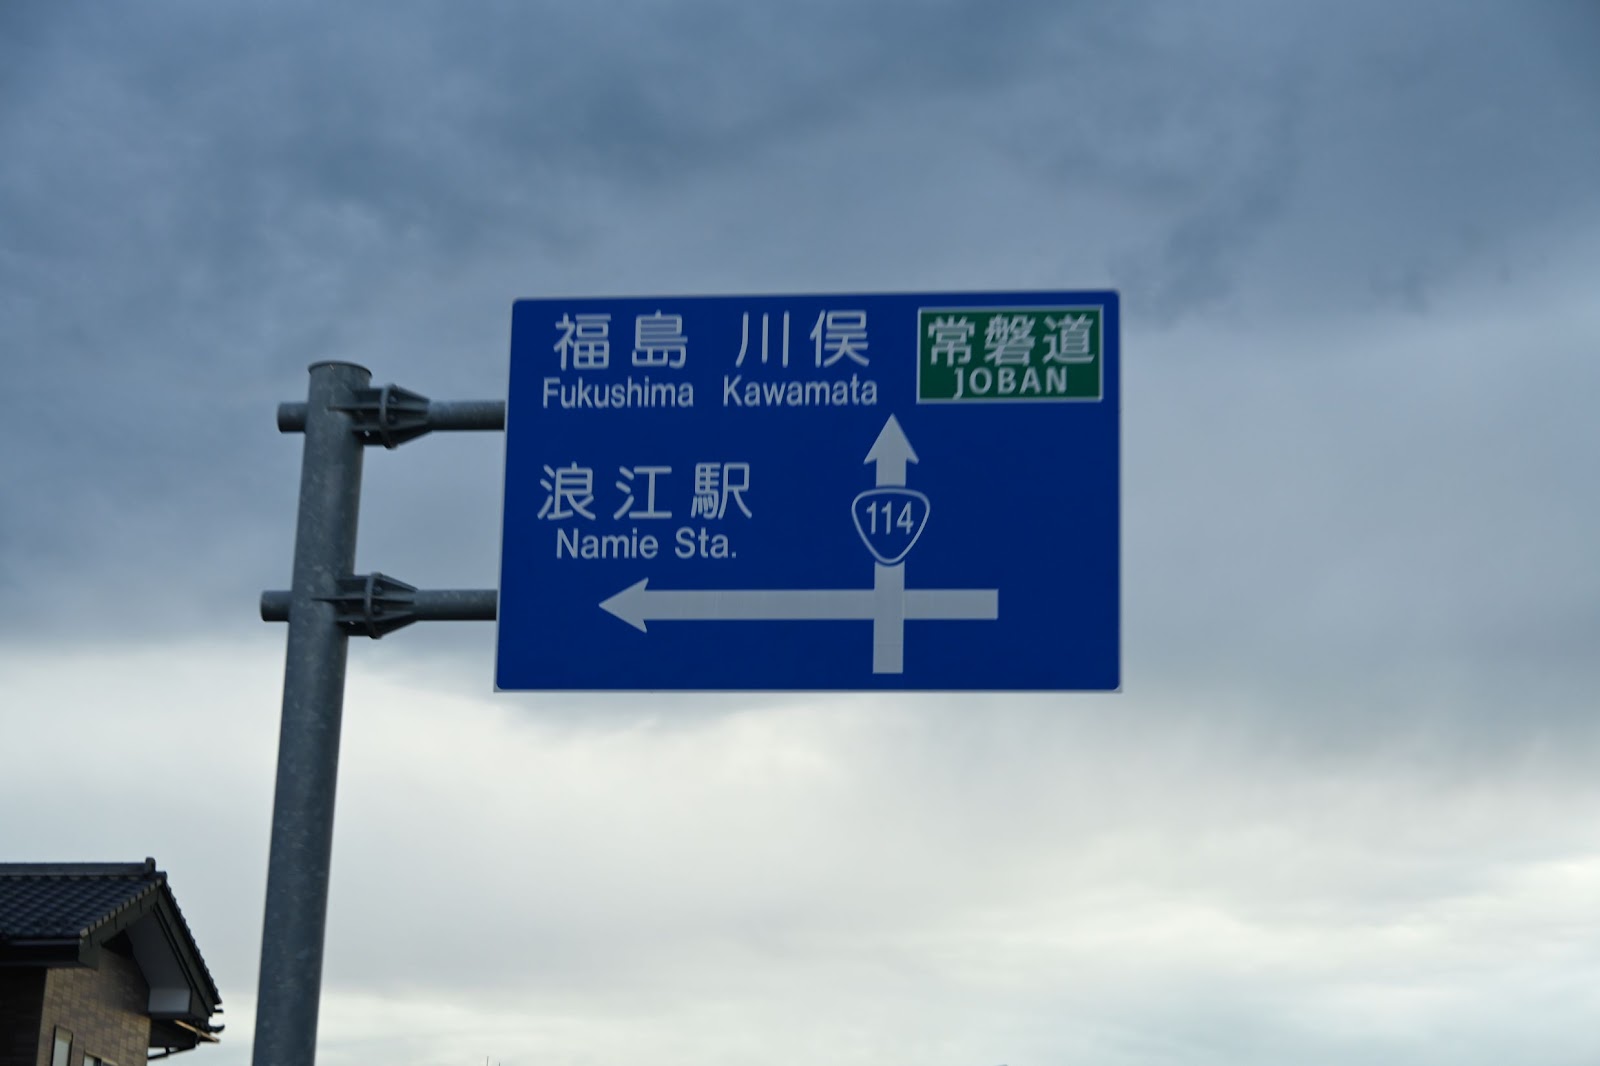 福島 川俣
Fukushima Kawamata
常磐道
JOBAN
浪江駅
Namie Sta.
114